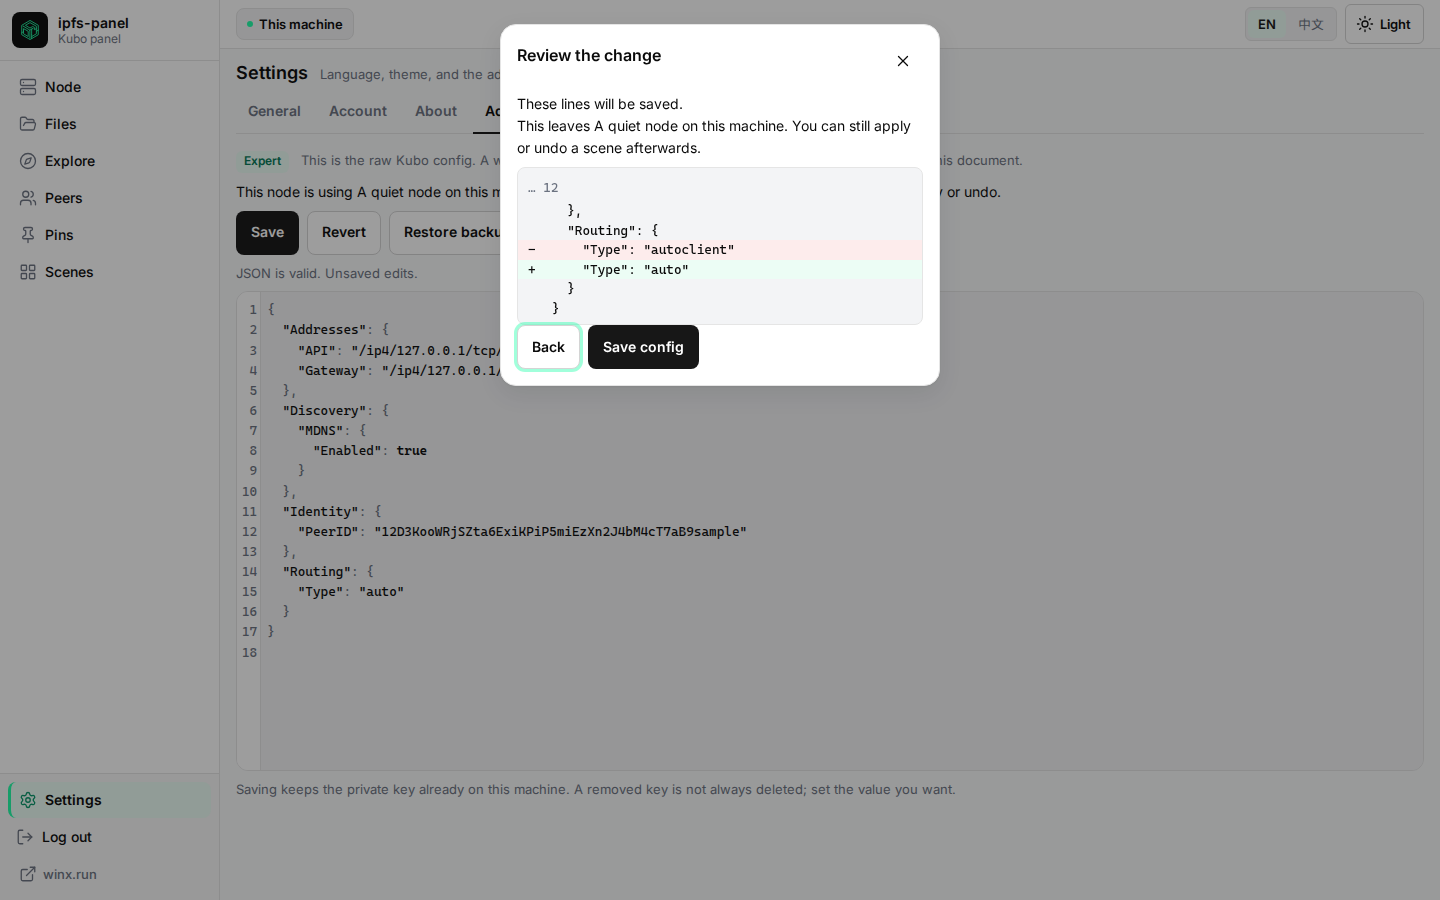 ipfs-panel
Kubo panel
This machine
EN
中文
Light
Node
Files
Explore
Peers
Pins
Scenes
Settings
Log out
winx.run
Settings
Language, theme, and the
General
Account
About
Expert
This is the raw Kubo config. A
his document.
This node is using A quiet node on this
or undo.
Save
Revert
Restore
JSON is valid. Unsaved edits.
1 {
2 "Addresses": {
3 "API": "/ip4/127.0.0.1/tcp/
4 "Gateway": "/ip4/127.0.0.1/
5 },
6 "Discovery": {
7 "MDNS": {
8 "Enabled": true
9 }
10 },
11 "Identity": {
12 "PeerID": "12D3KooWRjSZta6ExiKPiP5miEzXn2J4bM4cT7aB9sample"
13 },
14 "Routing": {
15 "Type": "auto"
16 }
17 }
18
Saving keeps the private key already on this machine. A removed key is not always deleted; set the value you want.
Review the change
These lines will be saved.
This leaves A quiet node on this machine. You can still apply
or undo a scene afterwards.
… 12
},
"Routing": {
− "Type": "autoclient"
+ "Type": "auto"
}
}
Back
Save config